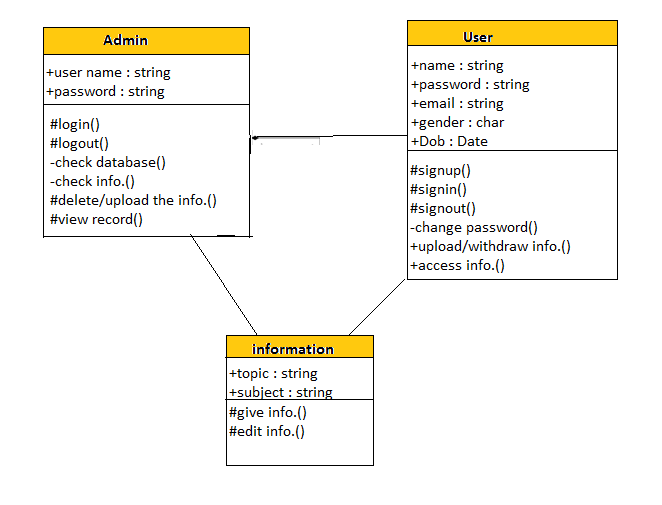 Admin
+user name : string
+password : string
#login()
#logout()
-check database()
-check info.()
#delete/upload the info.()
#view record()
User
+name : string
+password : string
+email : string
+gender : char
+Dob : Date
#signup()
#signin()
#signout()
-change password()
+upload/withdraw info.()
+access info.()
information
+topic : string
+subject : string
#give info.()
#edit info.()